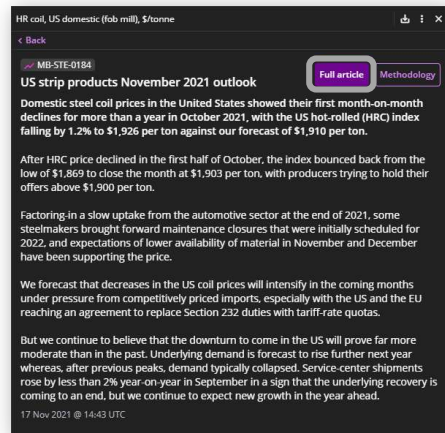 HR coil, US domestic (fob mill), $/tonne
< Back
MB-STE-0184
US strip products November 2021 outlook
Full article
Methodology
Domestic steel coil prices in the United States showed their first month-on-month
declines for more than a year in October 2021, with the US hot-rolled (HRC) index
falling by 1.2% to $1,926 per ton against our forecast of $1,910 per ton.
After HRC price declined in the first half of October, the index bounced back from the
low of $1,869 to close the month at $1,903 per ton, with producers trying to hold their
offers above $1,900 per ton.
Factoring-in a slow uptake from the automotive sector at the end of 2021, some
steelmakers brought forward maintenance closures that were initially scheduled for
2022, and expectations of lower availability of material in November and December
have been supporting the price.
We forecast that decreases in the US coil prices will intensify in the coming months
under pressure from competitively priced imports, especially with the US and the EU
reaching an agreement to replace Section 232 duties with tariff-rate quotas.
But we continue to believe that the downturn to come in the US will prove far more
moderate than in the past. Underlying demand is forecast to rise further next year
whereas, after previous peaks, demand typically collapsed. Service-center shipments
rose by less than 2% year-on-year in September in a sign that the underlying recovery is
coming to an end, but we continue to expect new growth in the year ahead.
17 Nov 2021 @ 14:43 UTC